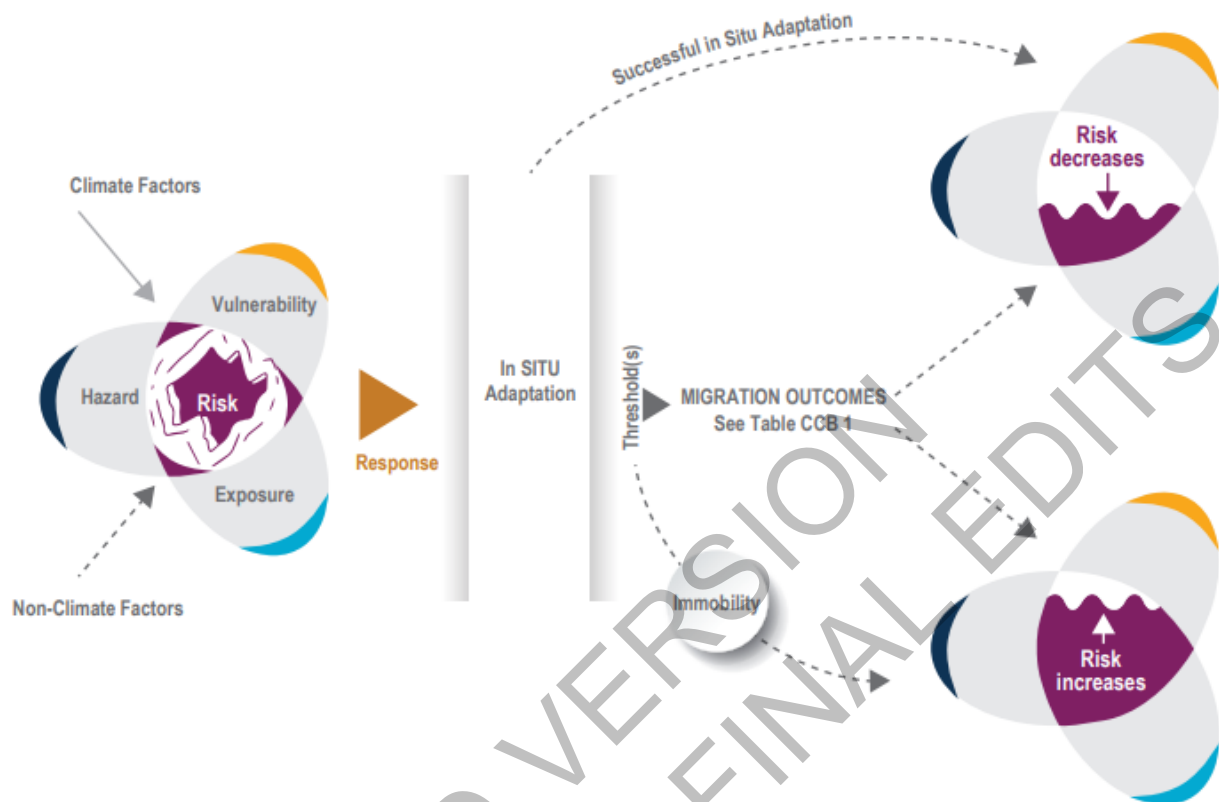 Successful in Situ Adaptation
Risk
decreases
Climate Factors
Vulnerability
Hazard
Risk
Exposure
Non-Climate Factors
Response
In SITU
Adaptation
Threshold(s)
MIGRATION OUTCOMES
See Table CCB 1
Immobility
Risk
increases
VERSION
FINAL EDITS